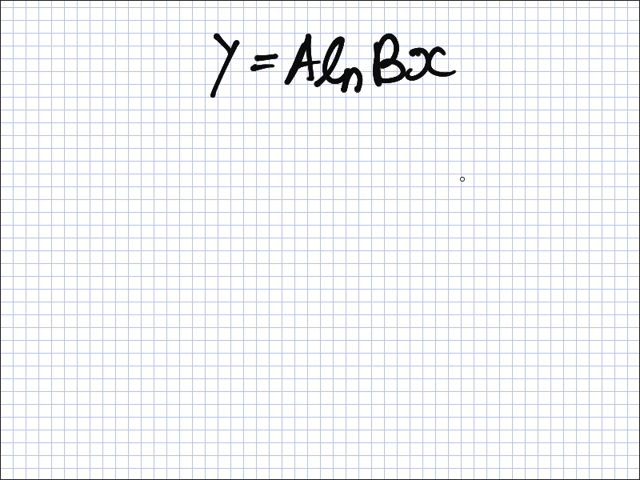 y = A ln Bx